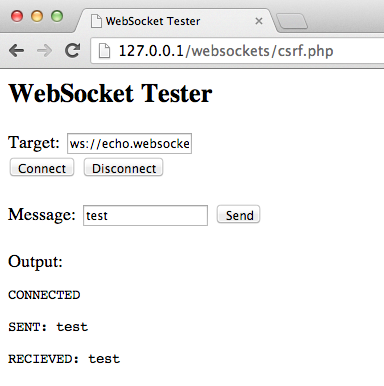 WebSocket Tester
127.0.0.1/websockets/csrf.php
WebSocket Tester
Target: ws://echo.websocke
Connect Disconnect
Message: test Send
Output:
CONNECTED
SENT: test
RECIEVED: test